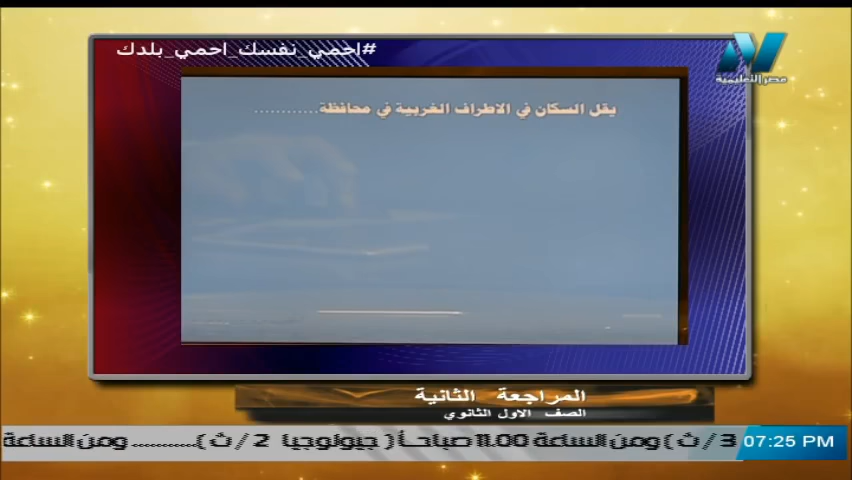 #احمي_نفسك_احمي_بلدك
مصر التعليمية
يقل السكان في الاطراف الغربية في محافظة............
المراجعة الثانية
الصف الاول الثانوي
3 / ث ) ومن الساعة 11.00 صباحـاً ( جيولوجيا 2 / ث )........... ومن الساعة
07:25 PM